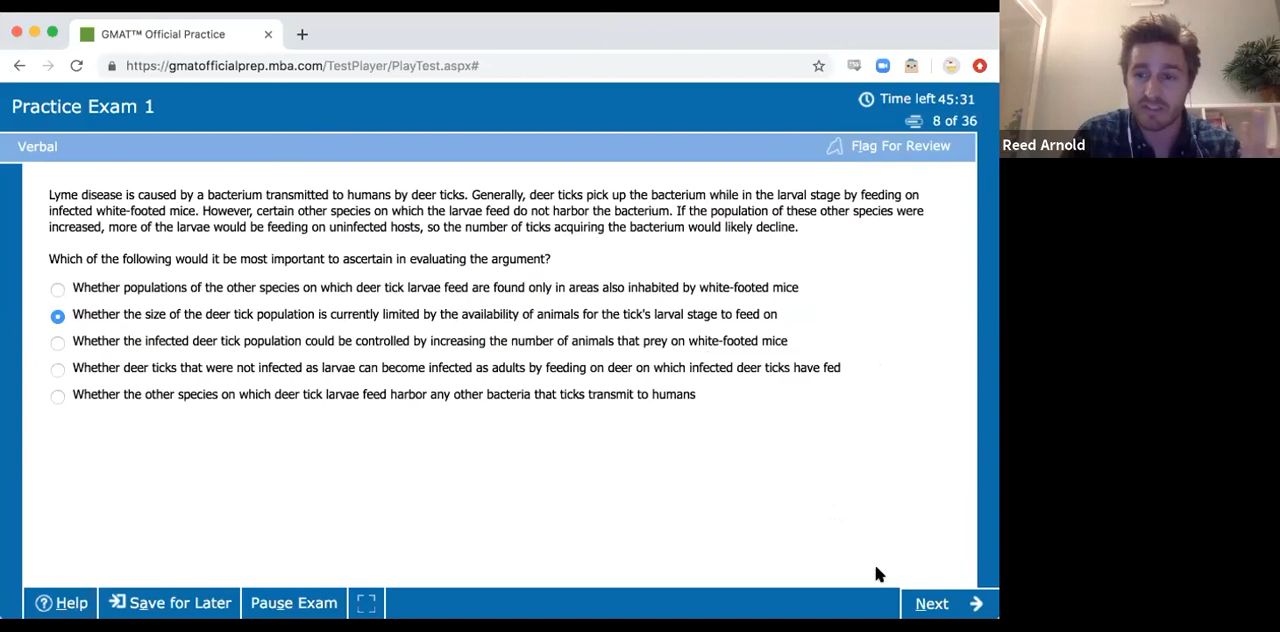 GMAT™ Official Practice
https://gmatofficialprep.mba.com/TestPlayer/PlayTest.aspx#
Practice Exam 1
Time left 45:31
8 of 36
Verbal
Flag For Review
Reed Arnold
Lyme disease is caused by a bacterium transmitted to humans by deer ticks. Generally, deer ticks pick up the bacterium while in the larval stage by feeding on
infected white-footed mice. However, certain other species on which the larvae feed do not harbor the bacterium. If the population of these other species were
increased, more of the larvae would be feeding on uninfected hosts, so the number of ticks acquiring the bacterium would likely decline.
Which of the following would it be most important to ascertain in evaluating the argument?
Whether populations of the other species on which deer tick larvae feed are found only in areas also inhabited by white-footed mice
Whether the size of the deer tick population is currently limited by the availability of animals for the tick's larval stage to feed on
Whether the infected deer tick population could be controlled by increasing the number of animals that prey on white-footed mice
Whether deer ticks that were not infected as larvae can become infected as adults by feeding on deer on which infected deer ticks have fed
Whether the other species on which deer tick larvae feed harbor any other bacteria that ticks transmit to humans
Help
Save for Later
Pause Exam
Next